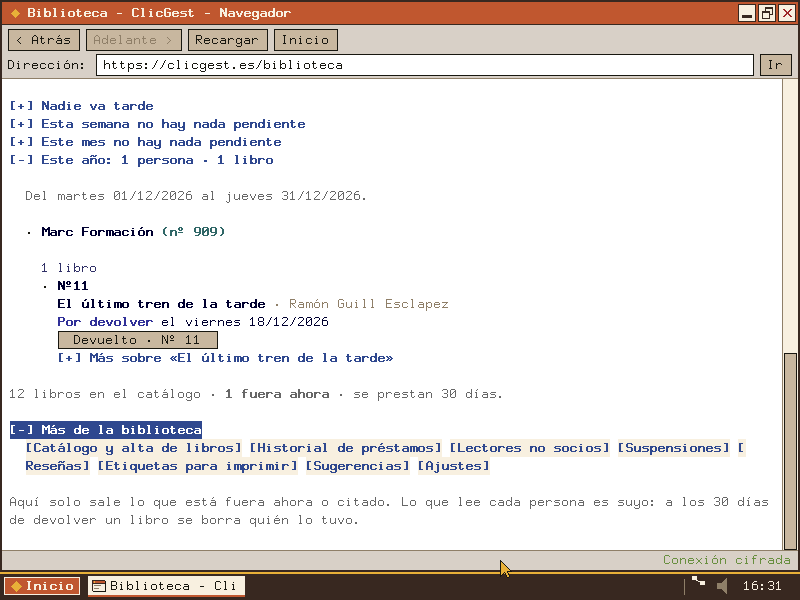 Biblioteca - ClicGest - Navegador
< Atrás Adelante > Recargar Inicio
Dirección: https://clicgest.es/biblioteca Ir
[+] Nadie va tarde
[+] Esta semana no hay nada pendiente
[+] Este mes no hay nada pendiente
[-] Este año: 1 persona · 1 libro
Del martes 01/12/2026 al jueves 31/12/2026.
· Marc Formación (nº 909)
1 libro
· Nº11
El último tren de la tarde · Ramón Guill Esclapez
Por devolver el viernes 18/12/2026
Devuelto · Nº 11
[+] Más sobre «El último tren de la tarde»
12 libros en el catálogo · 1 fuera ahora · se prestan 30 días.
[-] Más de la biblioteca
[Catálogo y alta de libros] [Historial de préstamos] [Lectores no socios] [Suspensiones] [
Reseñas] [Etiquetas para imprimir] [Sugerencias] [Ajustes]
Aquí solo sale lo que está fuera ahora o citado. Lo que lee cada persona es suyo: a los 30 días
de devolver un libro se borra quién lo tuvo.
Conexión cifrada
Inicio Biblioteca - Cli 16:31